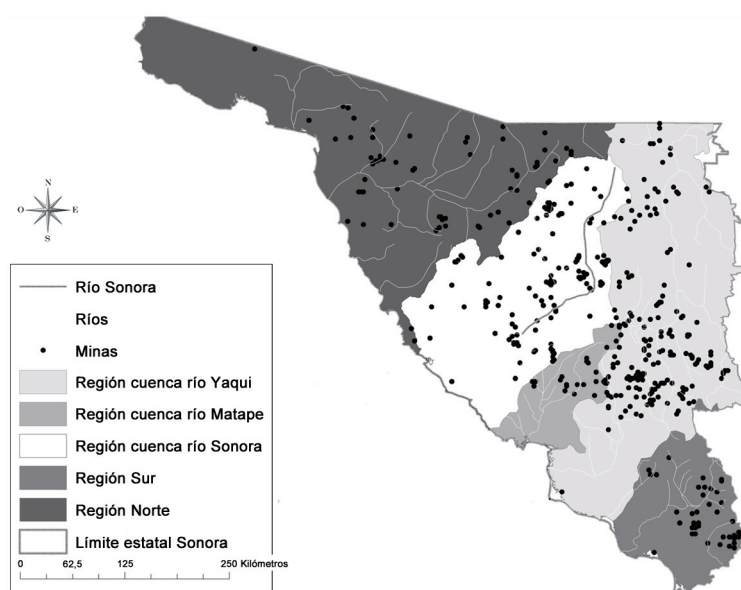 N
O E
S
Río Sonora
Ríos
Minas
Región cuenca río Yaqui
Región cuenca río Matape
Región cuenca río Sonora
Región Sur
Región Norte
Límite estatal Sonora
0 62,5 125 250 Kilómetros